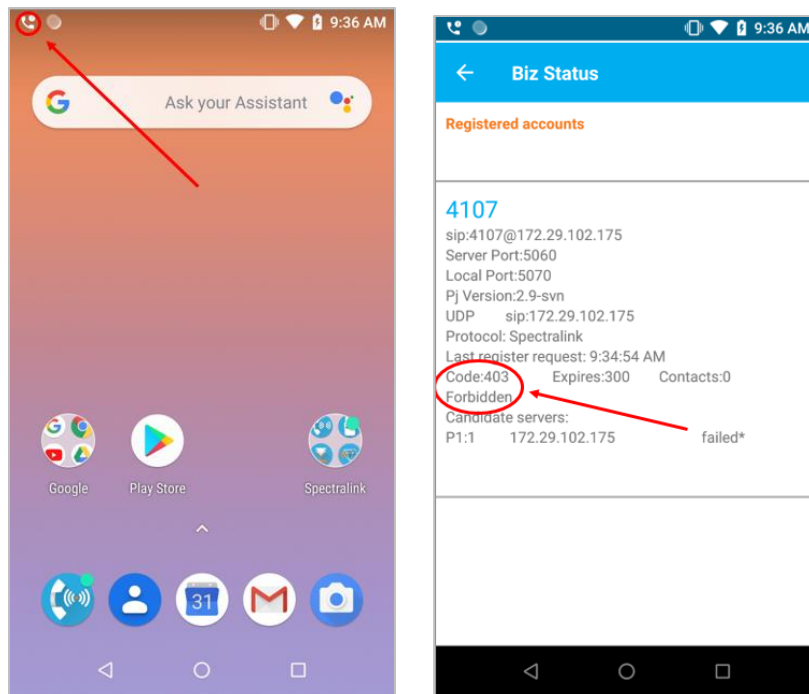 9:36 AM
Ask your Assistant
Google
Play Store
Spectralink
31
9:36 AM
Biz Status
Registered accounts
4107
sip:4107@172.29.102.175
Server Port:5060
Local Port:5070
Pj Version:2.9-svn
UDP sip:172.29.102.175
Protocol: Spectralink
Last register request: 9:34:54 AM
Code:403 Expires:300 Contacts:0
Forbidden
Candidate servers:
P1:1 172.29.102.175 failed*